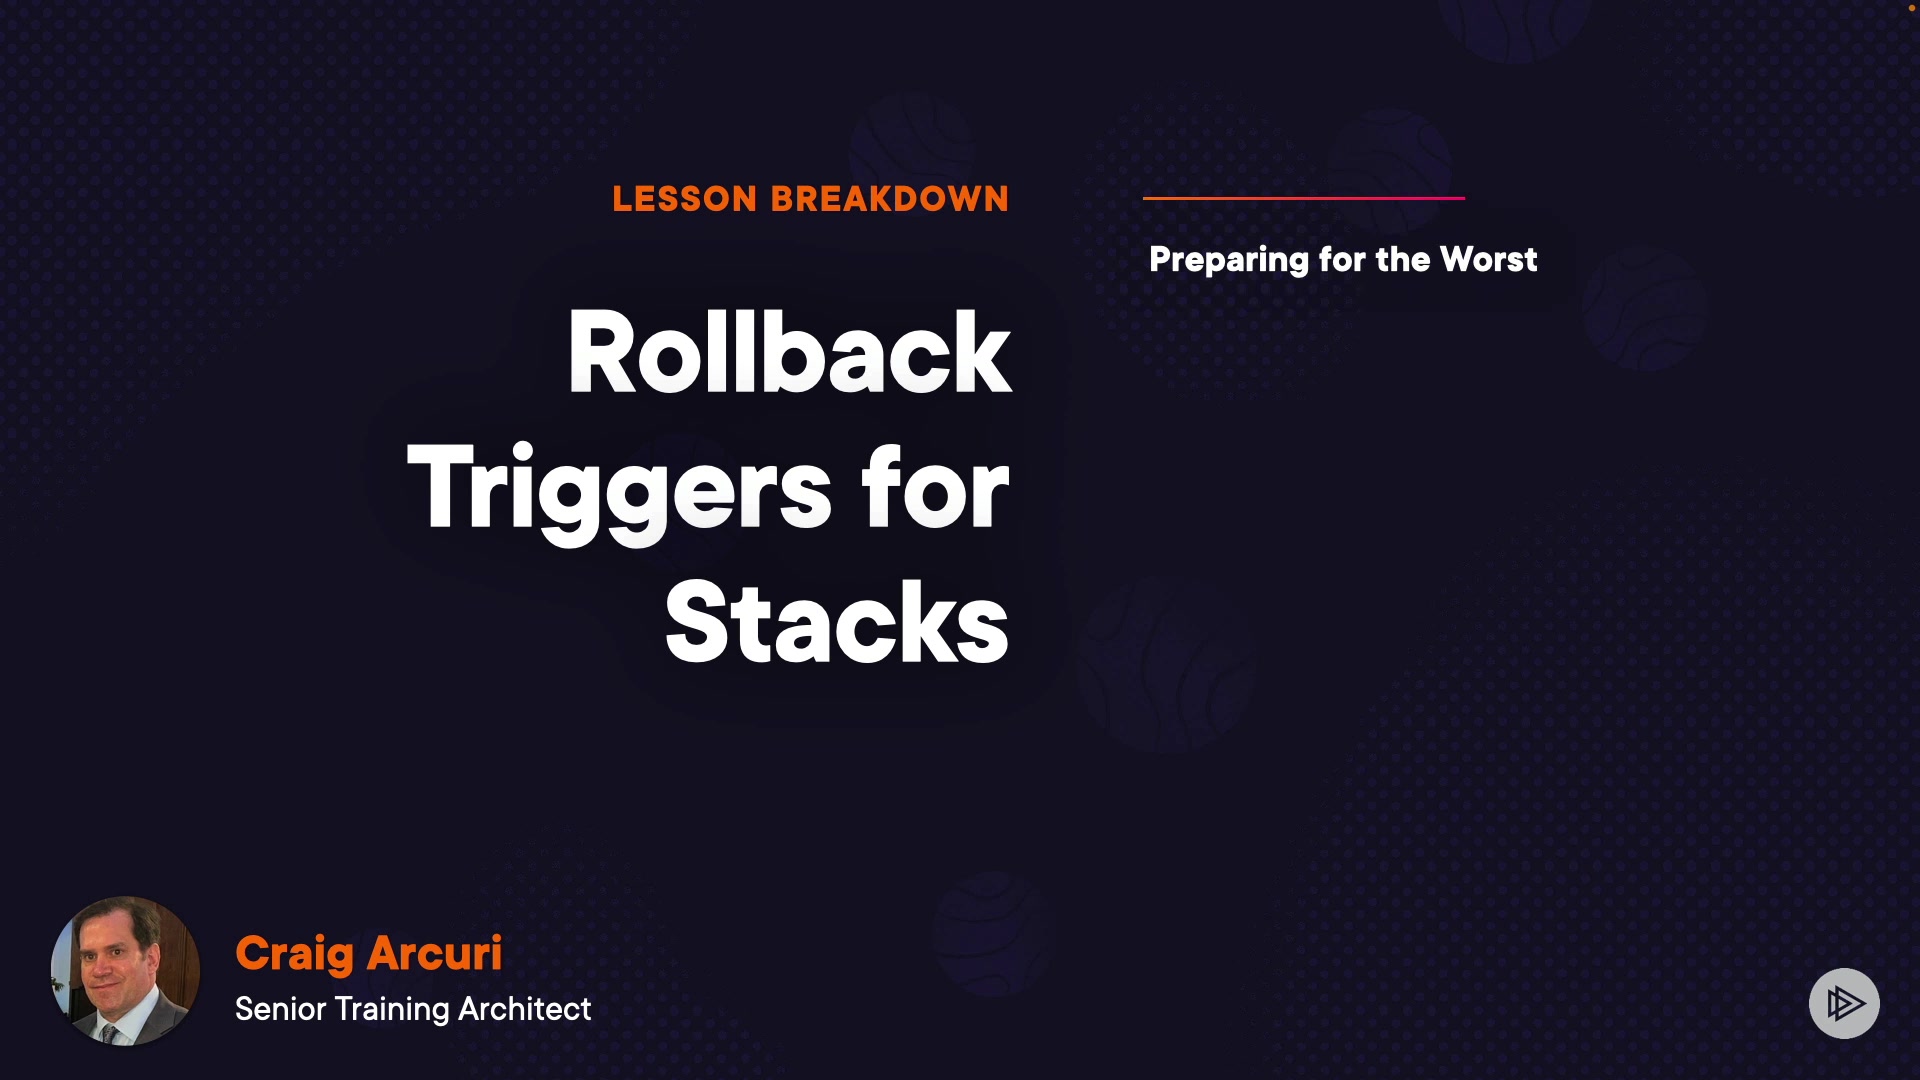 LESSON BREAKDOWN
Rollback
Triggers for
Stacks
Preparing for the Worst
Craig Arcuri
Senior Training Architect